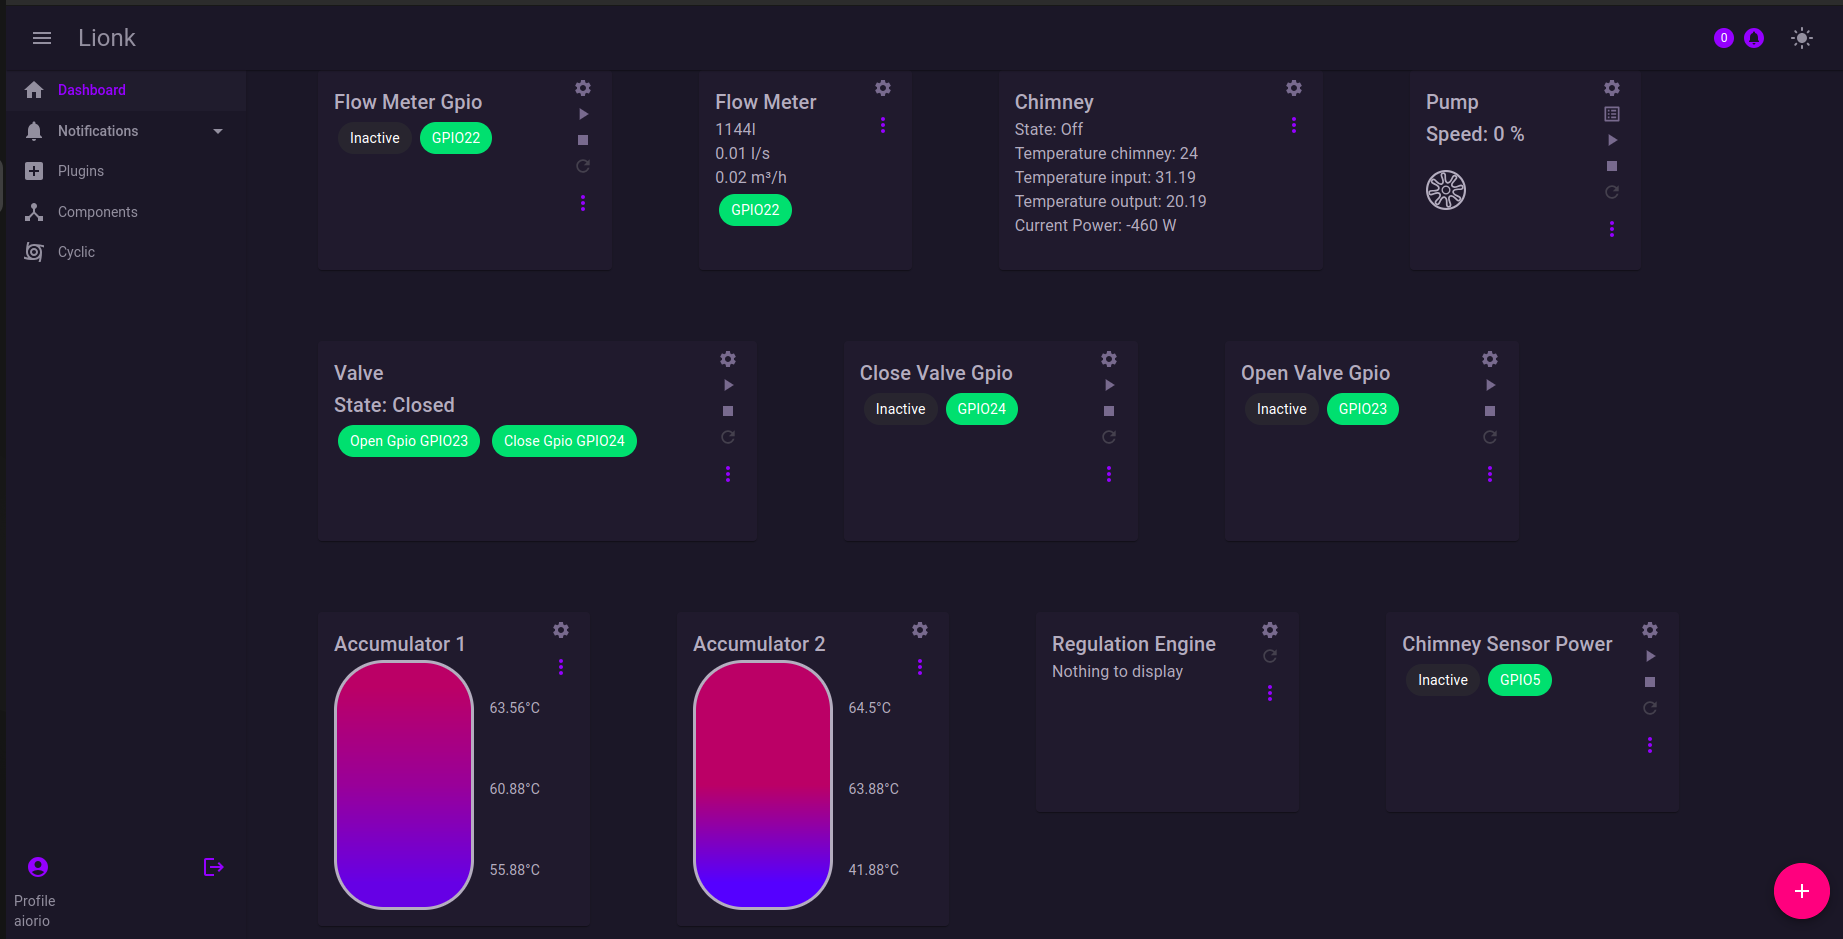 Lionk
0
Dashboard
Notifications
Plugins
Components
Cyclic
Profile
aiorio
Flow Meter Gpio
Inactive GPIO22
Flow Meter
1144l
0.01 l/s
0.02 m³/h
GPIO22
Chimney
State: Off
Temperature chimney: 24
Temperature input: 31.19
Temperature output: 20.19
Current Power: -460 W
Pump
Speed: 0 %
Valve
State: Closed
Open Gpio GPIO23 Close Gpio GPIO24
Close Valve Gpio
Inactive GPIO24
Open Valve Gpio
Inactive GPIO23
Accumulator 1
63.56°C
60.88°C
55.88°C
Accumulator 2
64.5°C
63.88°C
41.88°C
Regulation Engine
Nothing to display
Chimney Sensor Power
Inactive GPIO5